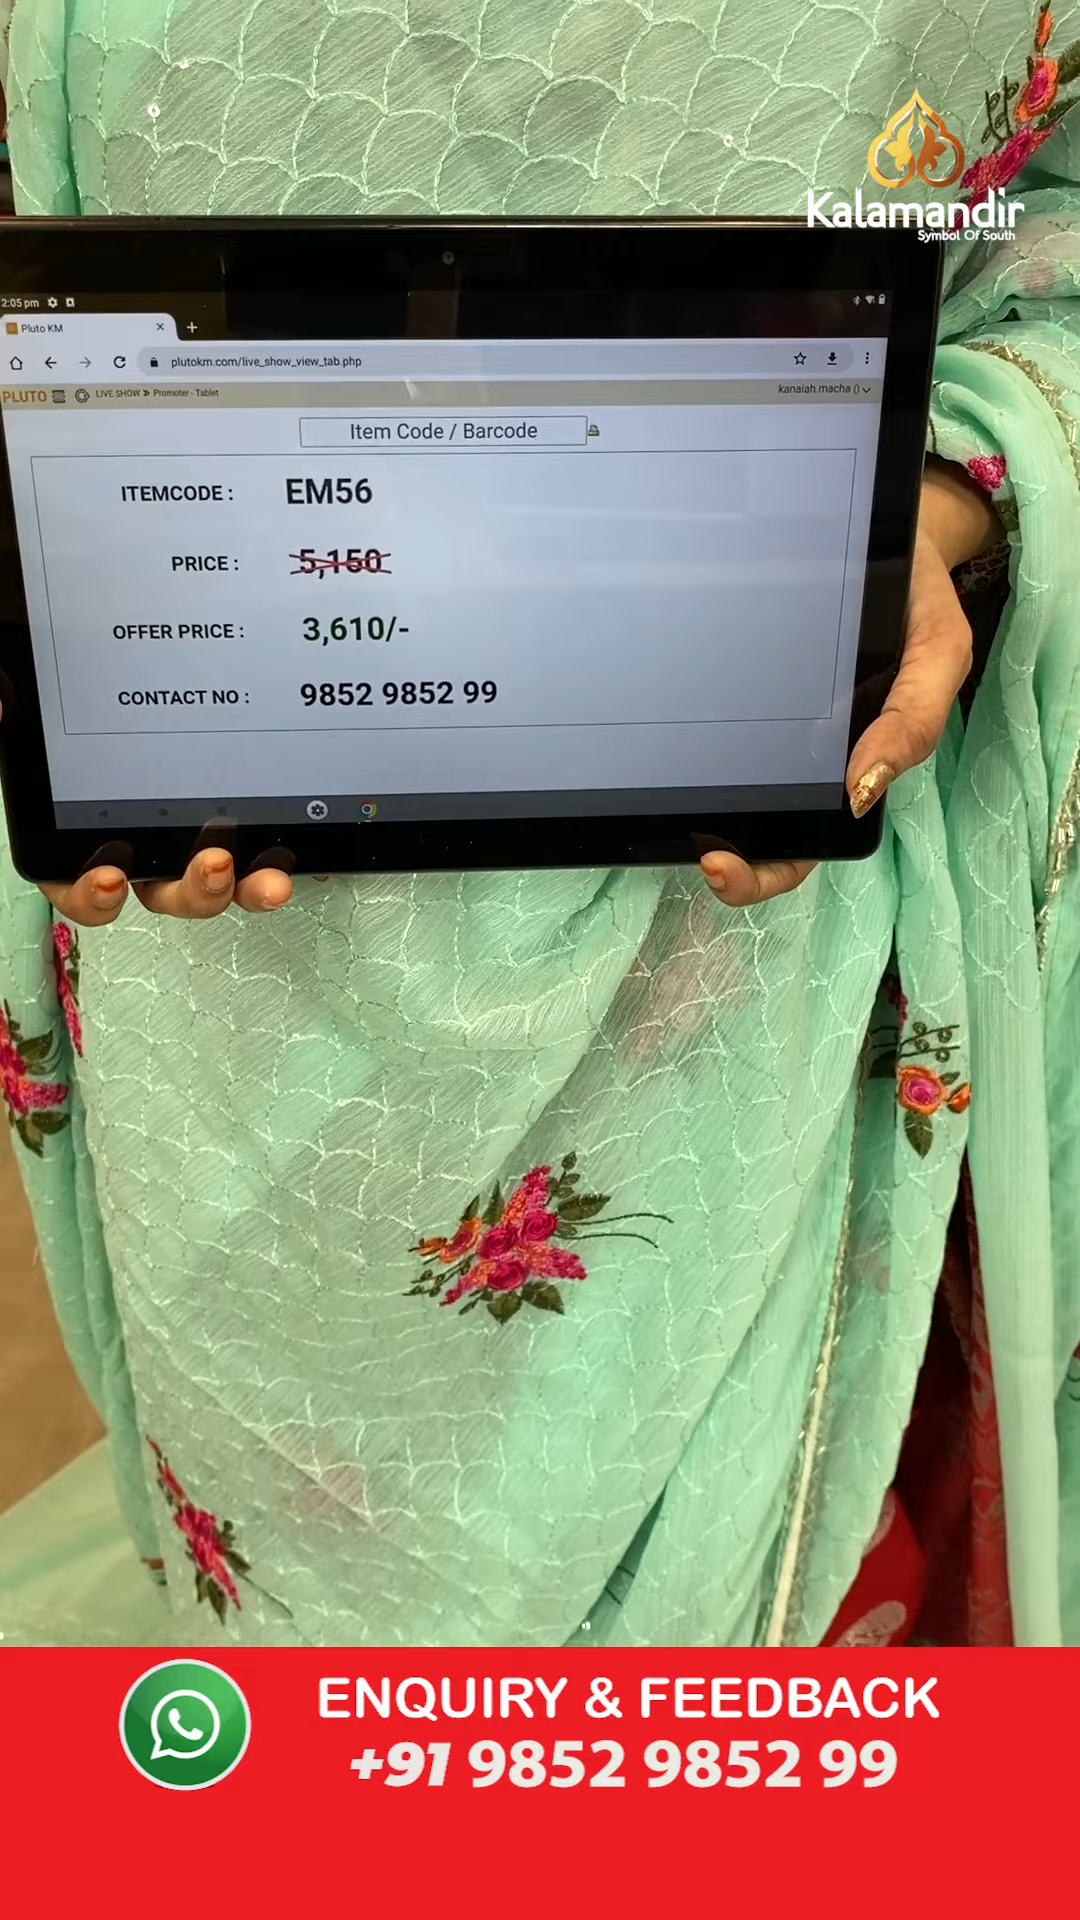 Kalamandir
Symbol Of South
2:05 pm
Pluto KM
plutokm.com/live_show_view_tab.php
PLUTO LIVE SHOW » Promoter - Tablet kanaiah.macha ()
Item Code / Barcode
ITEMCODE : EM56
PRICE : 5,150
OFFER PRICE : 3,610/-
CONTACT NO : 9852 9852 99
ENQUIRY & FEEDBACK
+91 9852 9852 99